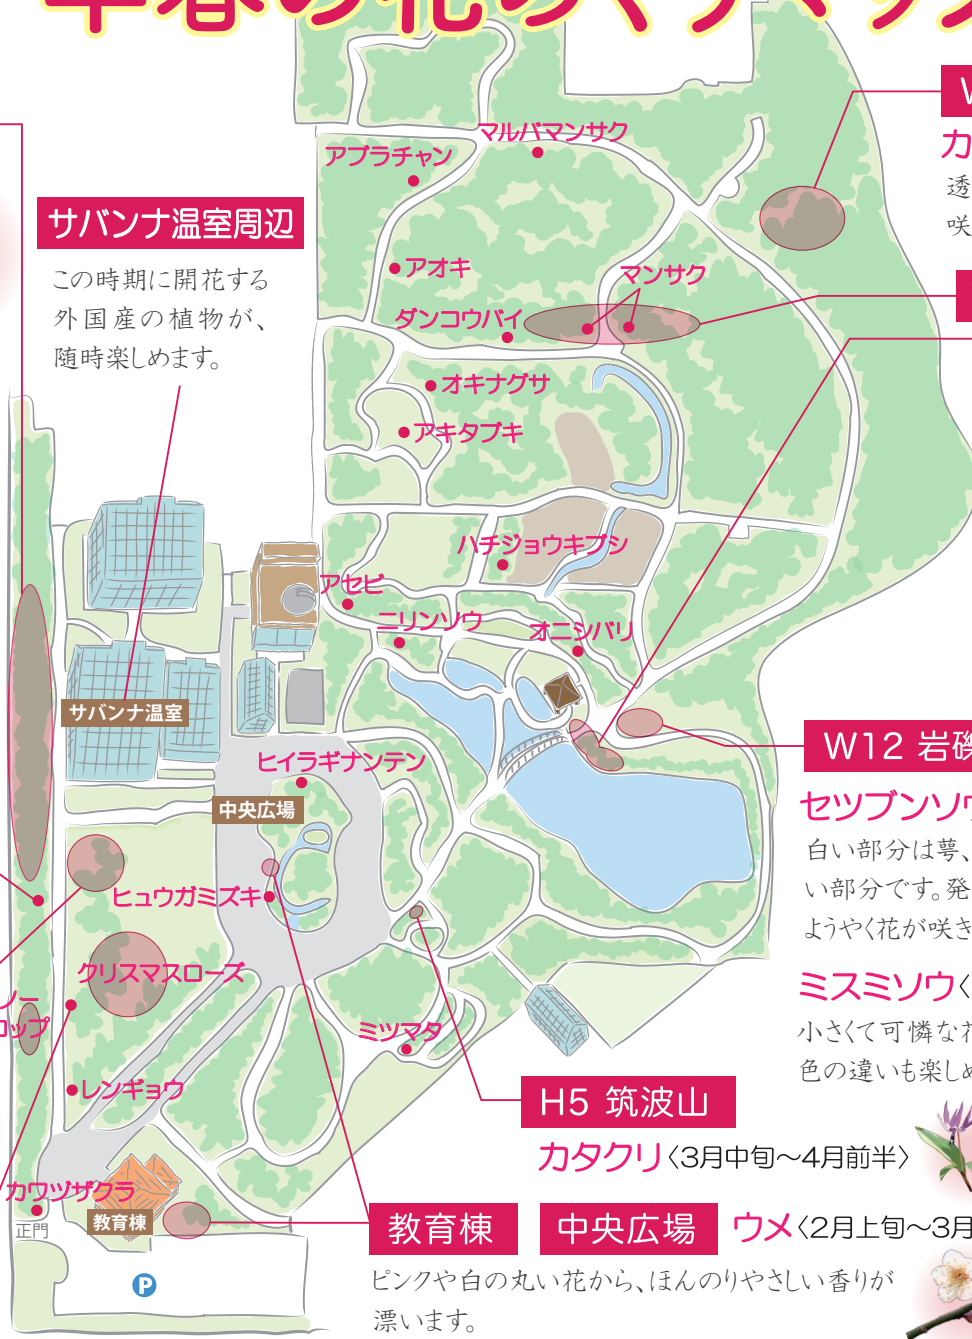 早春の花のマップ
サバンナ温室周辺
この時期に開花する
外国産の植物が、
随時楽しめます。
アブラチャン
マルバマンサク
アオキ
マンサク
ダンコウバイ
オキナグサ
アキタブキ
ハチジョウキブシ
アセビ
ニリンソウ
オニシバリ
サバンナ温室
ヒイラギナンテン
中央広場
ヒュウガミズキ
クリスマスローズ
ミツマタ
レンギョウ
カワヅザクラ
正門
教育棟
P
透
咲
W12 岩礫
セツブンソウ
白い部分は萼、
い部分です。発
ようやく花が咲き
ミスミソウ〈
小さくて可憐な花
色の違いも楽しめ
H5 筑波山
カタクリ〈3月中旬～4月前半〉
教育棟 中央広場 ウメ〈2月上旬～3月
ピンクや白の丸い花から、ほんのりやさしい香りが
漂います。